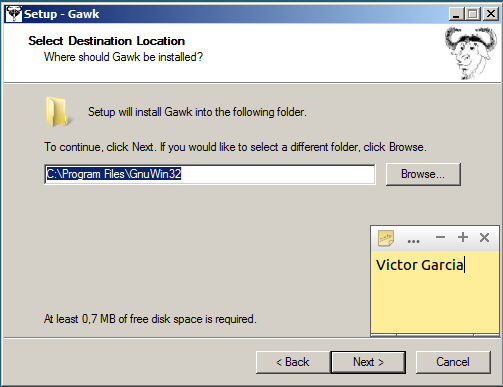 Setup - Gawk
Select Destination Location
Where should Gawk be installed?
Setup will install Gawk into the following folder.
To continue, click Next. If you would like to select a different folder, click Browse.
C:\Program Files\GnuWin32
Browse...
...
Victor Garcia
At least 0,7 MB of free disk space is required.
< Back
Next >
Cancel